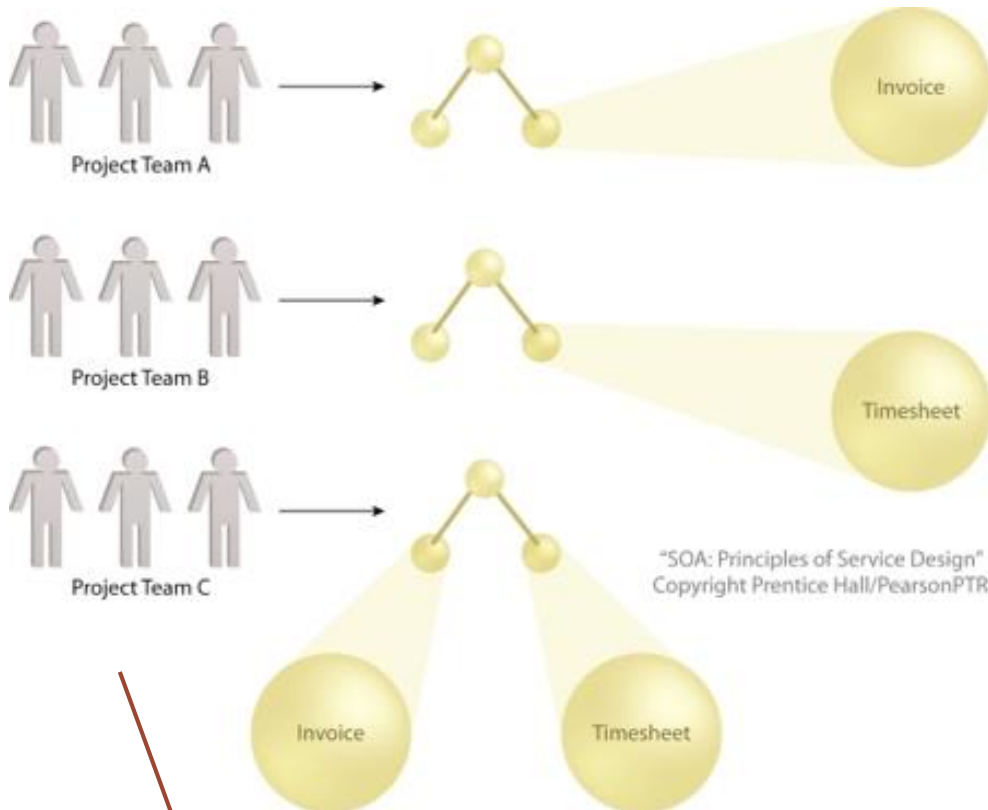 Invoice
Project Team A
Project Team B
Timesheet
Project Team C
“SOA: Principles of Service Design”
Copyright Prentice Hall/PearsonPTR
Invoice
Timesheet